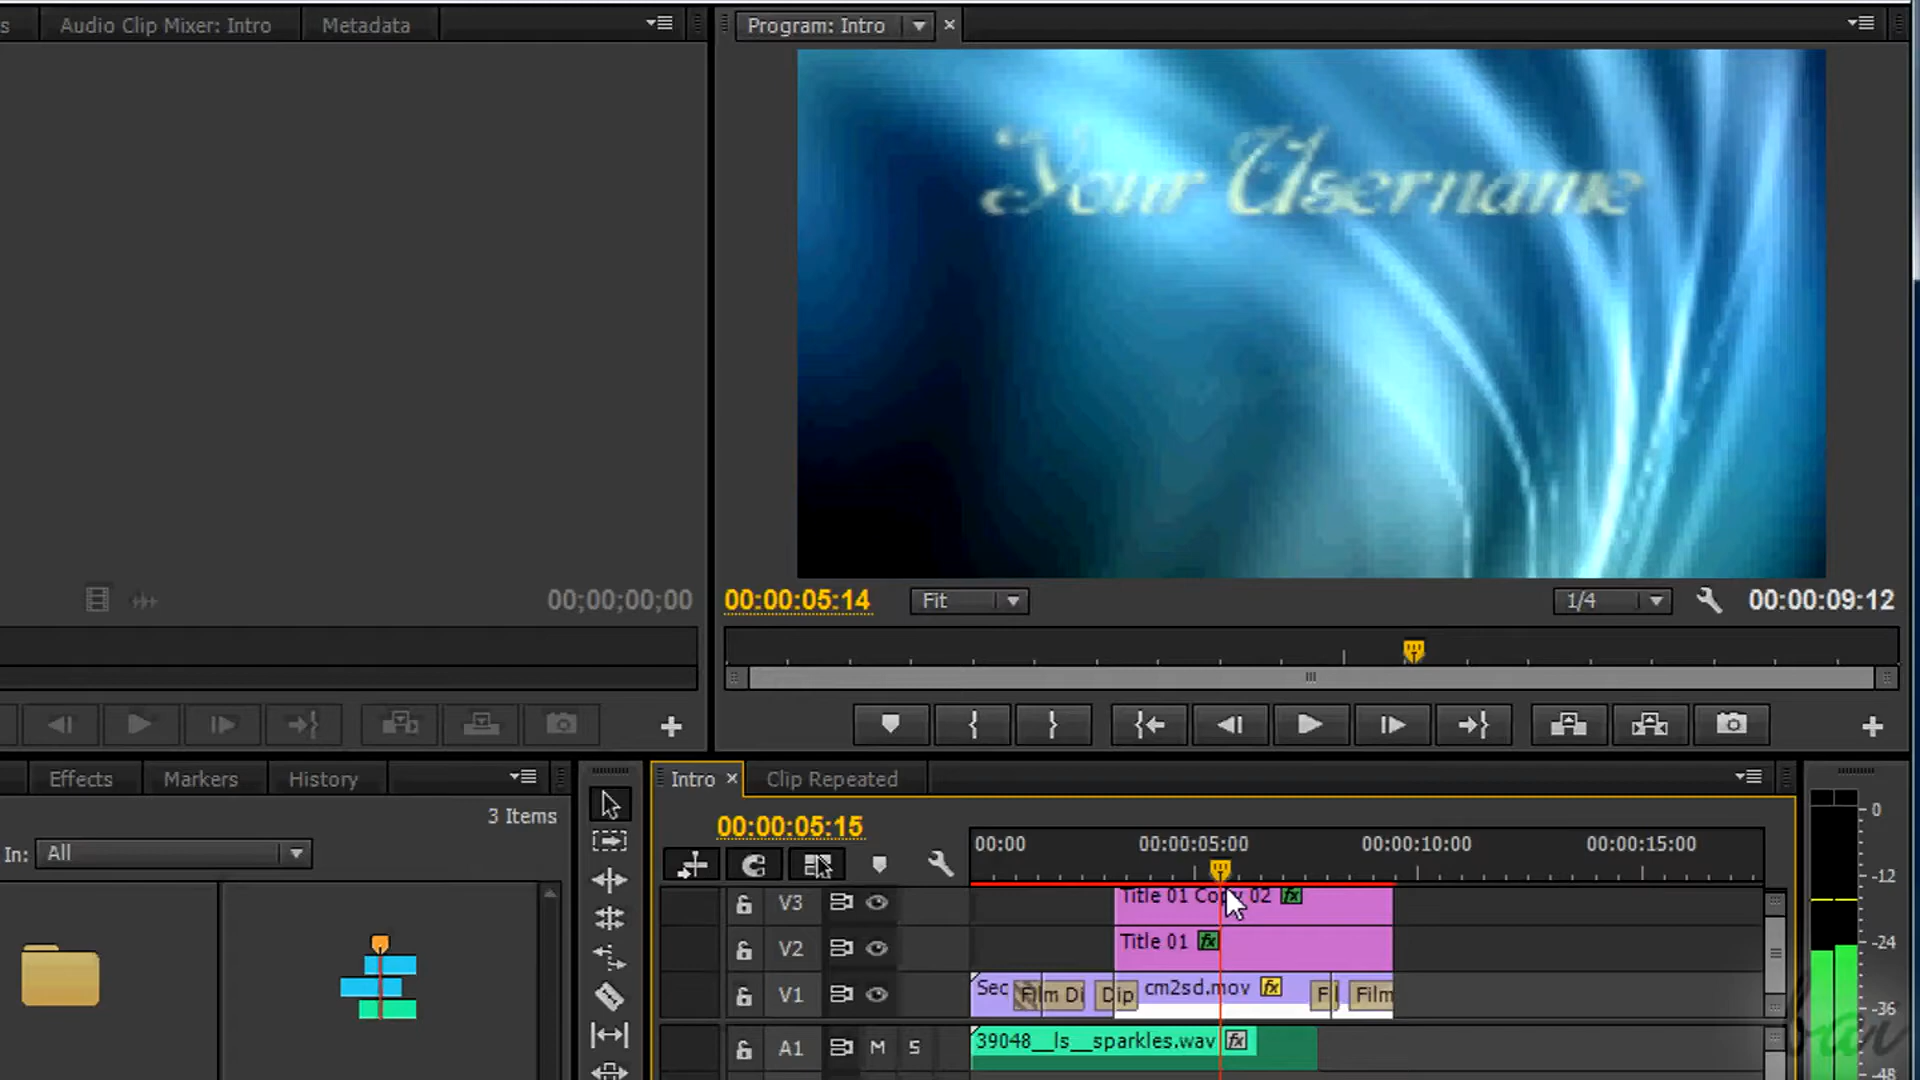 Audio Clip Mixer: Intro
Metadata
Program: Intro
Your Username
00;00;00;00
00:00:05:14
Fit
1/4
00:00:09:12
Effects
Markers
History
Intro
Clip Repeated
3 Items
00:00:05:15
In:
All
00:00
00:00:05:00
00:00:10:00
00:00:15:00
0
-12
-24
-36
-48
V3
Title 01 Copy 02
fx
V2
Title 01
fx
V1
Sec
Film Di
Dip
cm2sd.mov
fx
F
Film
A1
M
S
39048__ls__sparkles.wav
fx